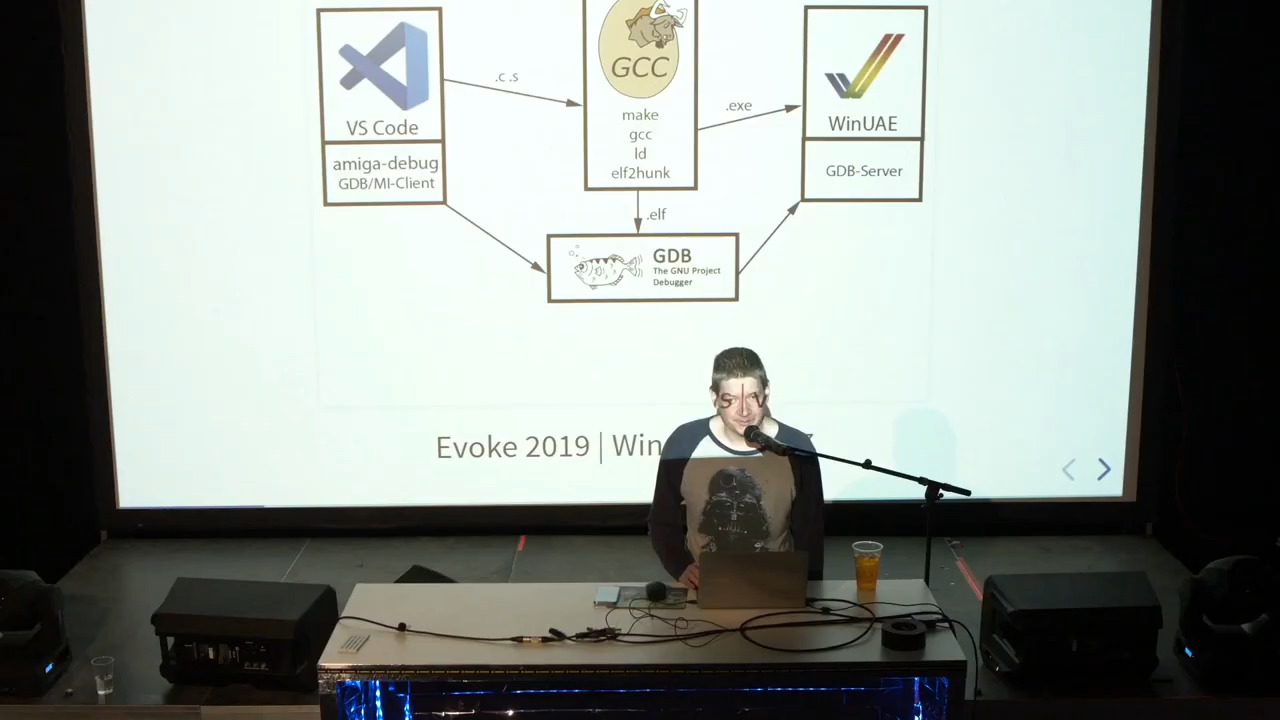 VS Code
amiga-debug
GDB/MI-Client
.c .s
GCC
make
gcc
ld
elf2hunk
.exe
WinUAE
GDB-Server
.elf
GDB
The GNU Project
Debugger
Evoke 2019 | Win